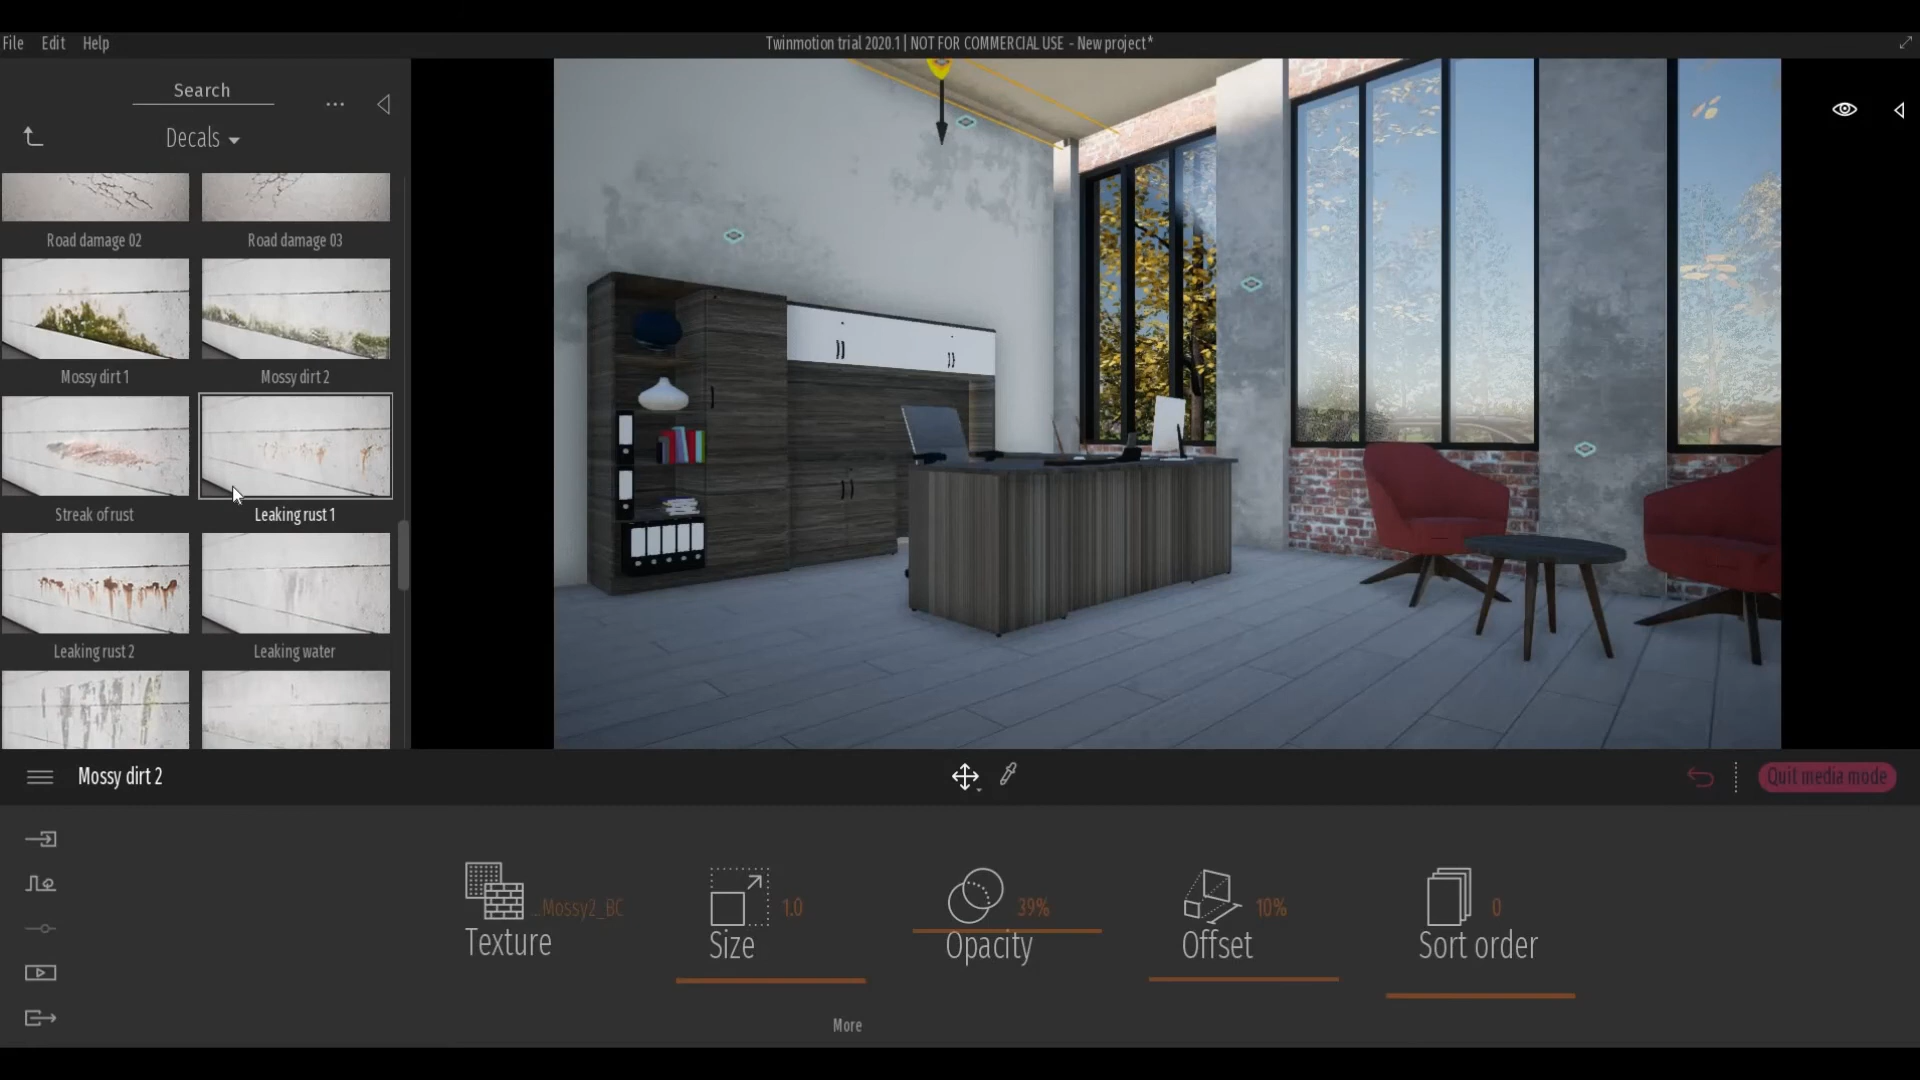 File Edit Help
Twinmotion trial 2020.1 | NOT FOR COMMERCIAL USE - New project*
Search
...
Decals
Road damage 02
Road damage 03
Mossy dirt 1
Mossy dirt 2
Streak of rust
Leaking rust 1
Leaking rust 2
Leaking water
Mossy dirt 2
Quit media mode
...Mossy2_BC
Texture
1.0
Size
39%
Opacity
10%
Offset
0
Sort order
More